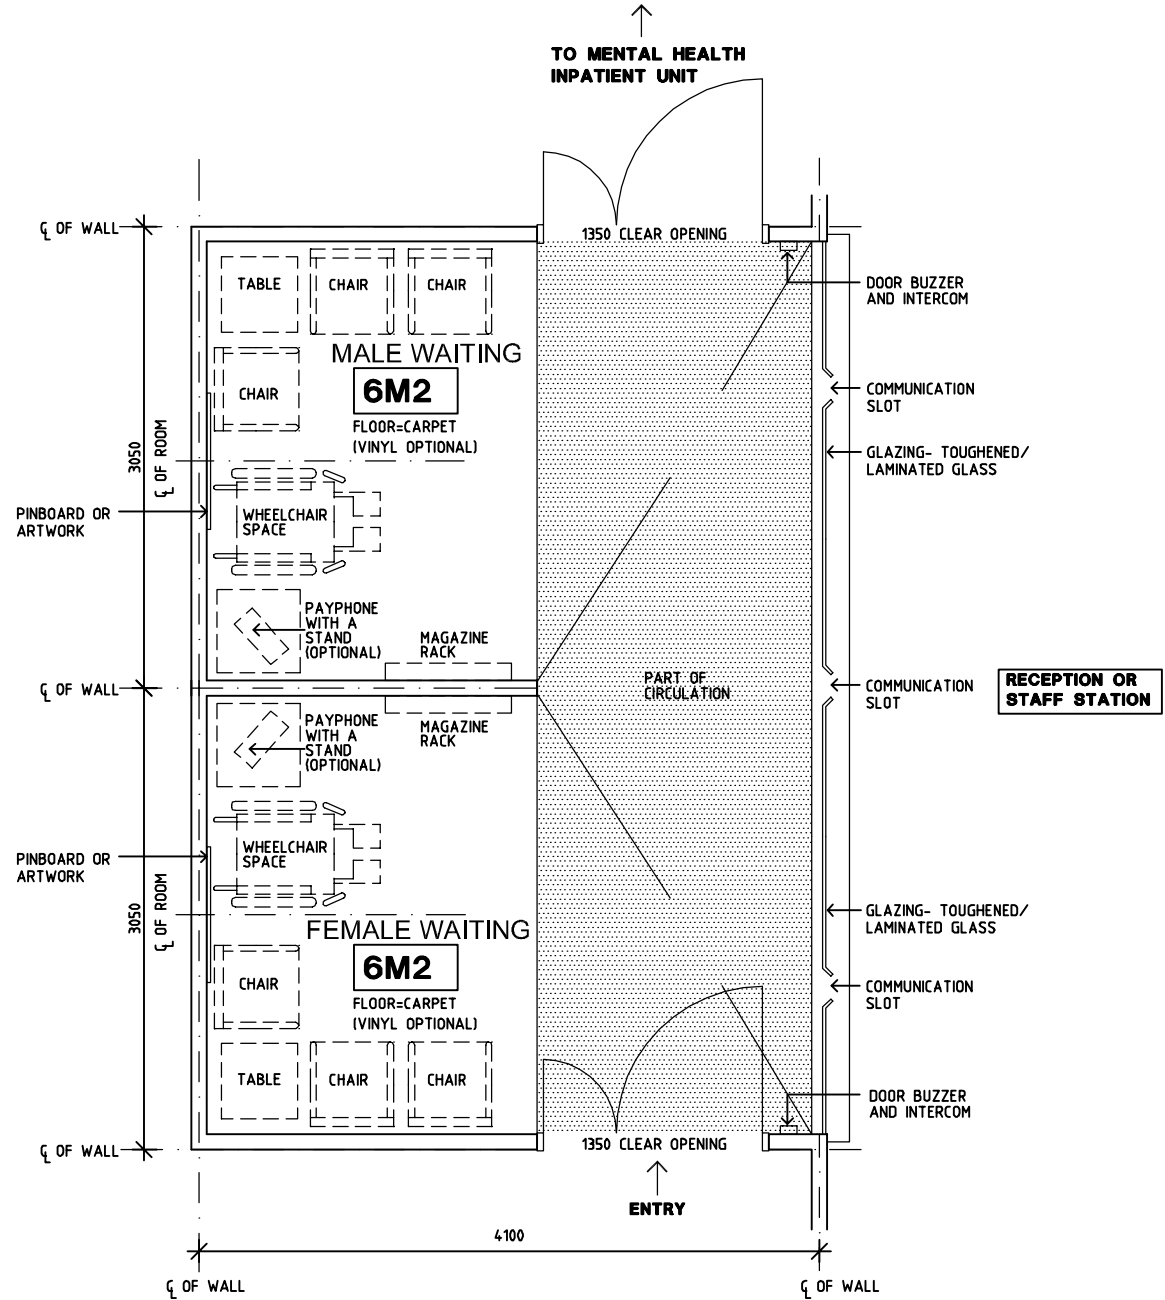 TO MENTAL HEALTH
INPATIENT UNIT
℄ OF WALL
1350 CLEAR OPENING
TABLE
CHAIR
CHAIR
DOOR BUZZER
AND INTERCOM
MALE WAITING
6M2
CHAIR
COMMUNICATION
SLOT
FLOOR=CARPET
(VINYL OPTIONAL)
3050
℄ OF ROOM
GLAZING- TOUGHENED/
LAMINATED GLASS
PINBOARD OR
ARTWORK
WHEELCHAIR
SPACE
PAYPHONE
WITH A
STAND
(OPTIONAL)
MAGAZINE
RACK
℄ OF WALL
PART OF
CIRCULATION
COMMUNICATION
SLOT
RECEPTION OR
STAFF STATION
PAYPHONE
WITH A
STAND
(OPTIONAL)
MAGAZINE
RACK
PINBOARD OR
ARTWORK
WHEELCHAIR
SPACE
3050
℄ OF ROOM
GLAZING- TOUGHENED/
LAMINATED GLASS
FEMALE WAITING
6M2
CHAIR
COMMUNICATION
SLOT
FLOOR=CARPET
(VINYL OPTIONAL)
TABLE
CHAIR
CHAIR
DOOR BUZZER
AND INTERCOM
℄ OF WALL
1350 CLEAR OPENING
ENTRY
4100
℄ OF WALL
℄ OF WALL